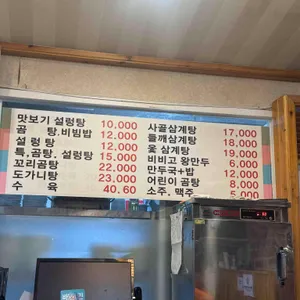 맛보기 설렁탕 10,000
곰 탕.비빔밥 12,000
설 렁 탕 12,000
특,곰탕, 설렁탕 15,000
꼬리곰탕 22,000
도가니탕 23,000
수 육 40.60
사골삼계탕 17,000
들깨삼계탕 18,000
옻 삼계탕 19,000
비비고 왕만두 6,000
만두국+밥 12,000
어린이 곰탕 8,000
소주, 맥주 5,000